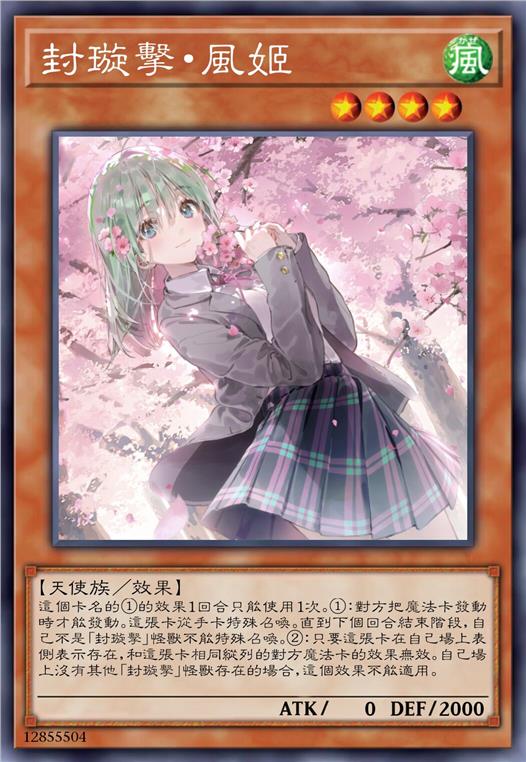 封璇擊・風姬
風
かぜ
【天使族／效果】
這個卡名的①的效果1回合只能使用1次。①：對方把魔法卡發動
時才能發動。這張卡從手卡特殊召喚。直到下個回合結束階段，自
己不是「封璇擊」怪獸不能特殊召喚。②：只要這張卡在自己場上表
側表示存在，和這張卡相同縱列的對方魔法卡的效果無效。自己場
上沒有其他「封璇擊」怪獸存在的場合，這個效果不能適用。
ATK/ 0 DEF/2000
12855504